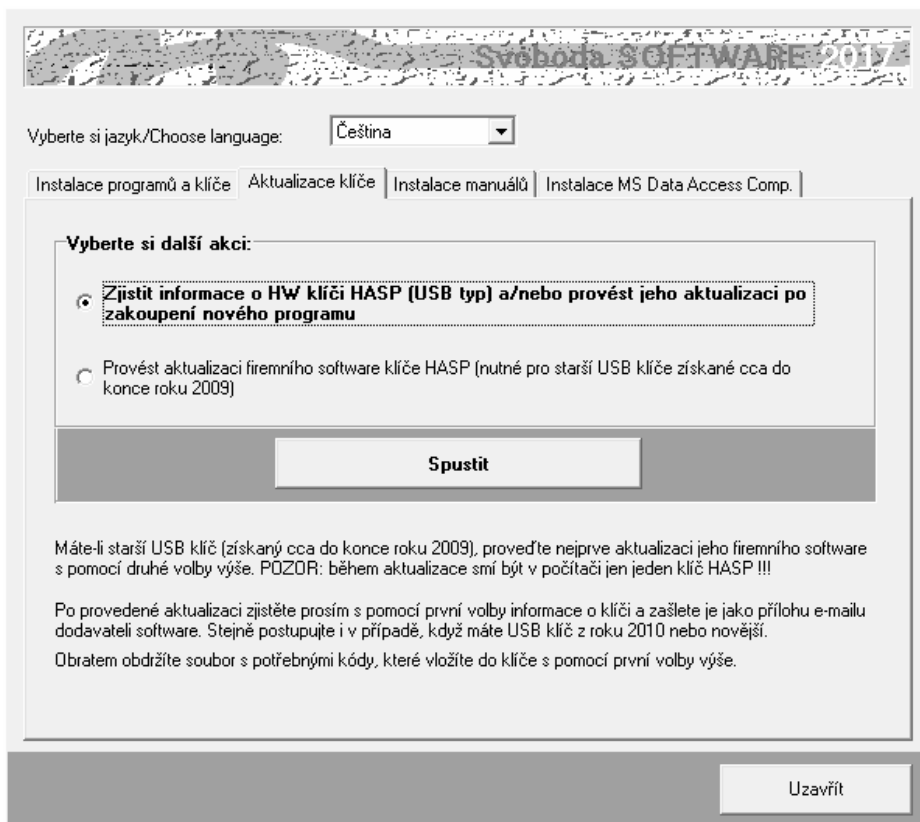 Svoboda SOFTWARE 2017
Vyberte si jazyk/Choose language:
Čeština
Instalace programů a klíče
Aktualizace klíče
Instalace manuálů
Instalace MS Data Access Comp.
Vyberte si další akci:
Zjistit informace o HW klíči HASP (USB typ) a/nebo provést jeho aktualizaci po
zakoupení nového programu
Provést aktualizaci firemního software klíče HASP (nutné pro starší USB klíče získané cca do
konce roku 2009)
Spustit
Máte-li starší USB klíč (získaný cca do konce roku 2009), proveďte nejprve aktualizaci jeho firemního software
s pomocí druhé volby výše. POZOR: během aktualizace smí být v počítači jen jeden klíč HASP !!!
Po provedené aktualizaci zjistěte prosím s pomocí první volby informace o klíči a zašlete je jako přílohu e-mailu
dodavateli software. Stejně postupujte i v případě, když máte USB klíč z roku 2010 nebo novější.
Obratem obdržíte soubor s potřebnými kódy, které vložíte do klíče s pomocí první volby výše.
Uzavřít